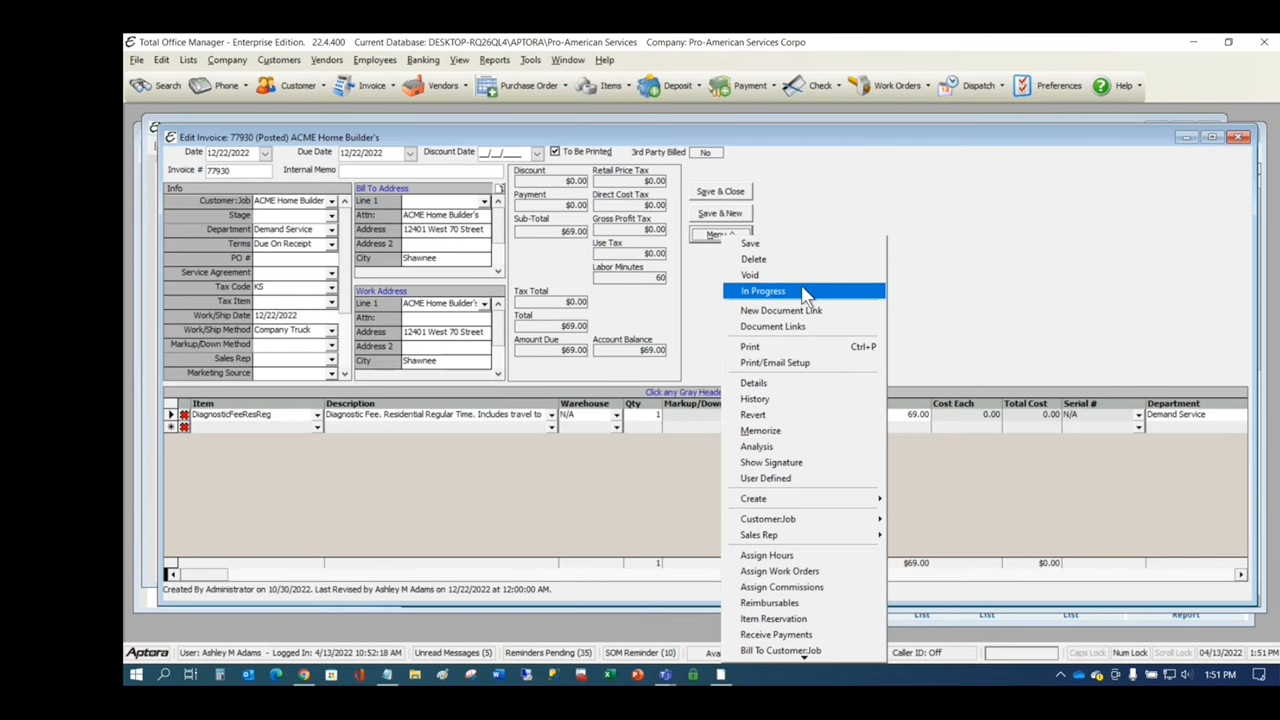 Total Office Manager - Enterprise Edition. 22.4.400 Current Database: DESKTOP-RQ26QL4\APTORA\Pro-American Services Company: Pro-American Services Corpo
File Edit Lists Company Customers Vendors Employees Banking View Reports Tools Window Help
Search Phone Customer Invoice Vendors Purchase Order Items Deposit Payment Check Work Orders Dispatch Preferences Help
Edit Invoice: 77930 (Posted) ACME Home Builder's
Date 12/22/2022 Due Date 12/22/2022 Discount Date __/__/____ To Be Printed 3rd Party Billed No
Invoice # 77930 Internal Memo
Info
Customer:Job ACME Home Builder
Stage
Department Demand Service
Terms Due On Receipt
PO #
Service Agreement
Tax Code KS
Tax Item
Work/Ship Date 12/22/2022
Work/Ship Method Company Truck
Markup/Down Method
Sales Rep
Marketing Source
Bill To Address
Line 1
Attn: ACME Home Builder's
Address 12401 West 70 Street
Address 2
City Shawnee
Work Address
Line 1 ACME Home Builder's
Attn:
Address 12401 West 70 Street
Address 2
City Shawnee
Discount Retail Price Tax
$0.00 $0.00
Payment Direct Cost Tax
$0.00 $0.00
Sub-Total Gross Profit Tax
$69.00 $0.00
Use Tax
$0.00
Labor Minutes
60
Tax Total
$0.00
Total
$69.00
Amount Due Account Balance
$69.00 $69.00
Save & Close
Save & New
Menu ^
Save
Delete
Void
In Progress
New Document Link
Document Links
Print Ctrl+P
Print/Email Setup
Details
History
Revert
Memorize
Analysis
Show Signature
User Defined
Create
Customer:Job
Sales Rep
Assign Hours
Assign Work Orders
Assign Commissions
Reimbursables
Item Reservation
Receive Payments
Bill To Customer:Job
Click any Gray Heade
Item Description Warehouse Qty Markup/Down Cost Each Total Cost Serial # Department
DiagnosticFeeResReg Diagnostic Fee. Residential Regular Time. Includes travel to N/A 1 69.00 0.00 0.00 N/A Demand Service
1 $69.00 $0.00
Created By Administrator on 10/30/2022. Last Revised by Ashley M Adams on 12/22/2022 at 12:00:00 AM.
List List List Report
Aptora User: Ashley M Adams - Logged In: 4/13/2022 10:52:18 AM Unread Messages (5) Reminders Pending (35) SOM Reminder (10) Ava Caller ID: Off Caps Lock Num Lock Scroll Lock 04/13/2022 1:51 PM
1:51 PM